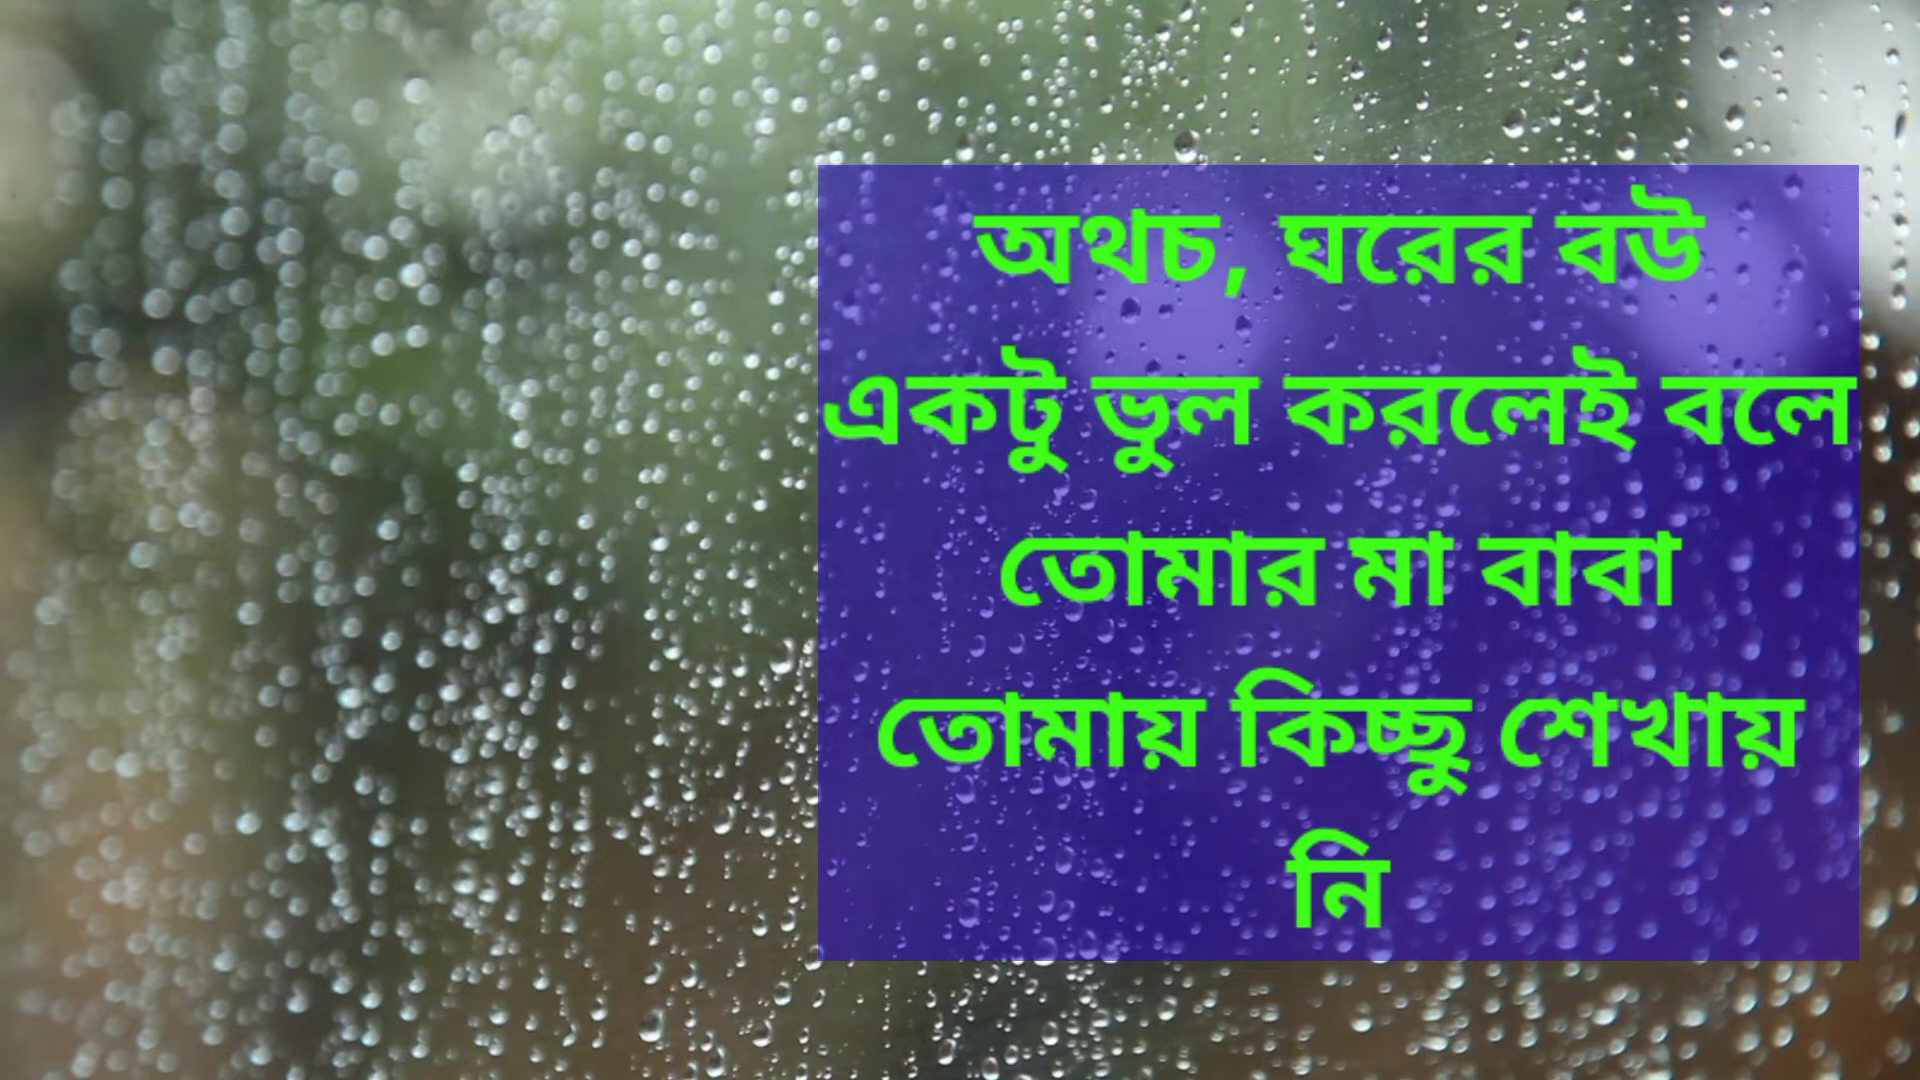 অথচ, ঘরের বউ
একটু ভুল করলেই বলে
তোমার মা বাবা
তোমায় কিচ্ছু শেখায়
নি